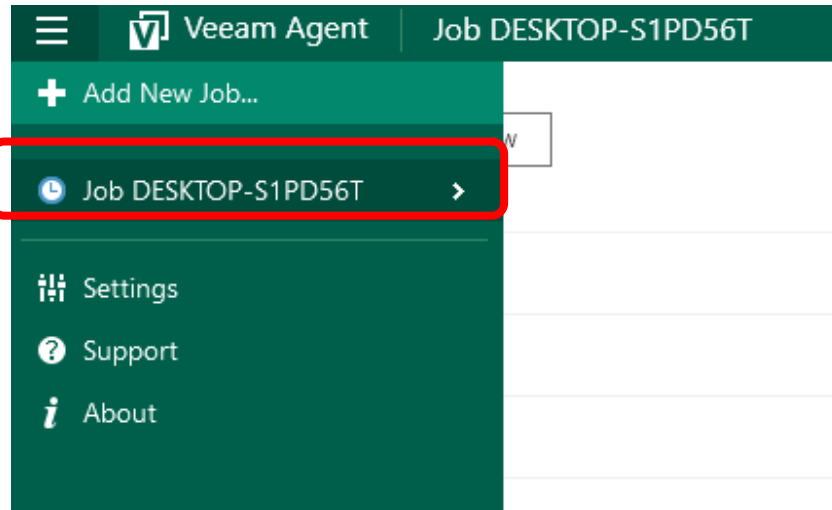 Veeam Agent Job DESKTOP-S1PD56T
Add New Job...
w
Job DESKTOP-S1PD56T
Settings
Support
About